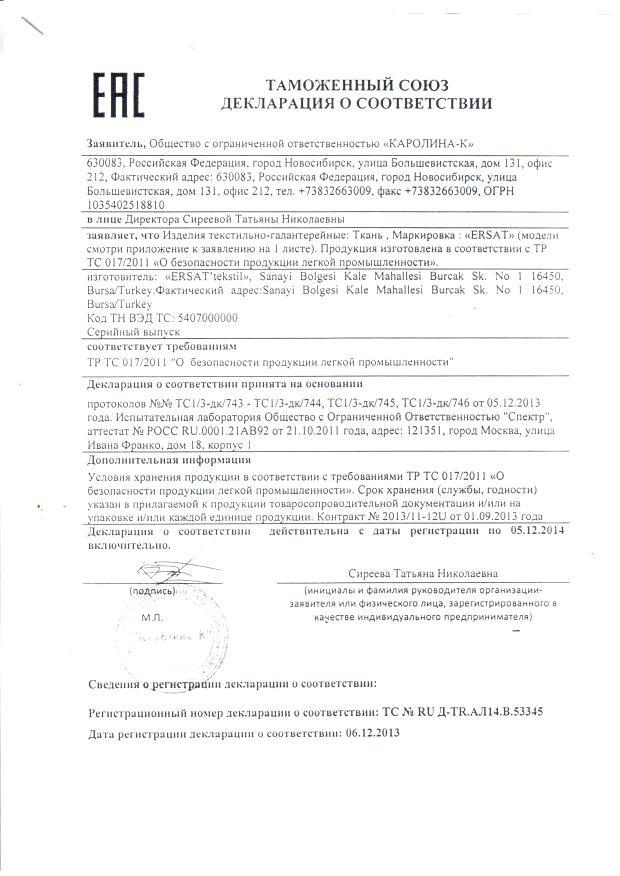 EAC
ТАМОЖЕННЫЙ СОЮЗ
ДЕКЛАРАЦИЯ О СООТВЕТСТВИИ
Заявитель, Общество с ограниченной ответственностью «КАРОЛИНА-К»
630083, Российская Федерация, город Новосибирск, улица Большевистская, дом 131, офис
212, Фактический адрес: 630083, Российская Федерация, город Новосибирск, улица
Большевистская, дом 131, офис 212, тел. +73832663009, факс +73832663009, ОГРН
1035402518810
в лице Директора Сиреевой Татьяны Николаевны
заявляет, что Изделия текстильно-галантерейные: Ткань , Маркировка : «ERSAT» (модели
смотри приложение к заявлению на 1 листе). Продукция изготовлена в соответствии с ТР
ТС 017/2011 «О безопасности продукции легкой промышленности».
изготовитель: «ERSAT'tekstil», Sanayi Bolgesi Kale Mahallesi Burcak Sk. No 1 16450,
Bursa/Turkey.Фактический адрес:Sanayi Bolgesi Kale Mahallesi Burcak Sk. No 1 16450,
Bursa/Turkey
Код ТН ВЭД ТС: 5407000000
Серийный выпуск
соответствует требованиям
ТР ТС 017/2011 "О безопасности продукции легкой промышленности"
Декларация о соответствии принята на основании
протоколов №№ ТС1/3-дк/743 - ТС1/3-дк/744, ТС1/3-дк/745, ТС1/3-дк/746 от 05.12.2013
года. Испытательная лаборатория Общество с Ограниченной Ответственностью "Спектр",
аттестат № РОСС RU.0001.21АВ92 от 21.10.2011 года, адрес: 121351, город Москва, улица
Ивана Франко, дом 18, корпус 1
Дополнительная информация
Условия хранения продукции в соответствии с требованиями ТР ТС 017/2011 «О
безопасности продукции легкой промышленности». Срок хранения (службы, годности)
указан в прилагаемой к продукции товаросопроводительной документации и/или на
упаковке и/или каждой единице продукции. Контракт № 2013/11-12U от 01.09.2013 года
Декларация о соответствии действительна с даты регистрации по 05.12.2014
включительно.
Сиреева Татьяна Николаевна
(подпись)
(инициалы и фамилия руководителя организации-
заявителя или физического лица, зарегистрированного в
качестве индивидуального предпринимателя)
М.П.
"Каролина К"
Сведения о регистрации декларации о соответствии:
Регистрационный номер декларации о соответствии: ТС № RU Д-TR.АЛ14.В.53345
Дата регистрации декларации о соответствии: 06.12.2013